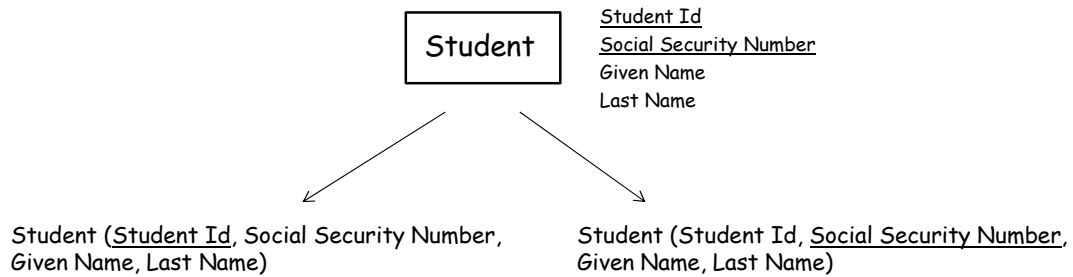 Student
Student Id
Social Security Number
Given Name
Last Name
Student (Student Id, Social Security Number,
Given Name, Last Name)
Student (Student Id, Social Security Number,
Given Name, Last Name)